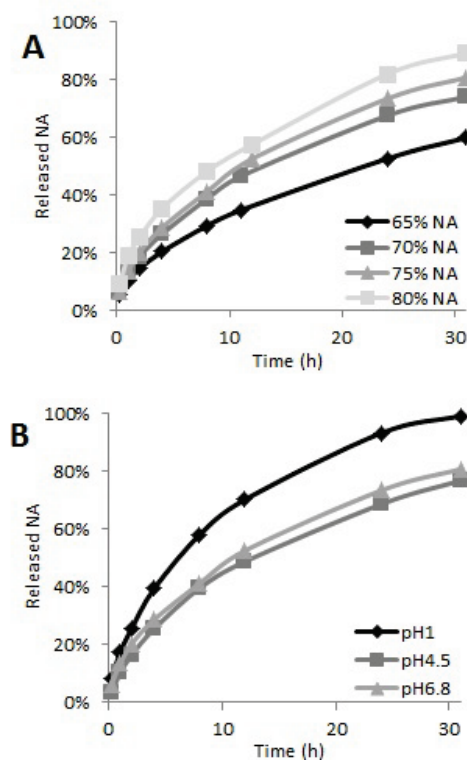 A
100%
80%
60%
40%
20%
0%
Released NA
65% NA
70% NA
75% NA
80% NA
0 10 20 30
Time (h)
B
100%
80%
60%
40%
20%
0%
Released NA
pH1
pH4.5
pH6.8
0 10 20 30
Time (h)